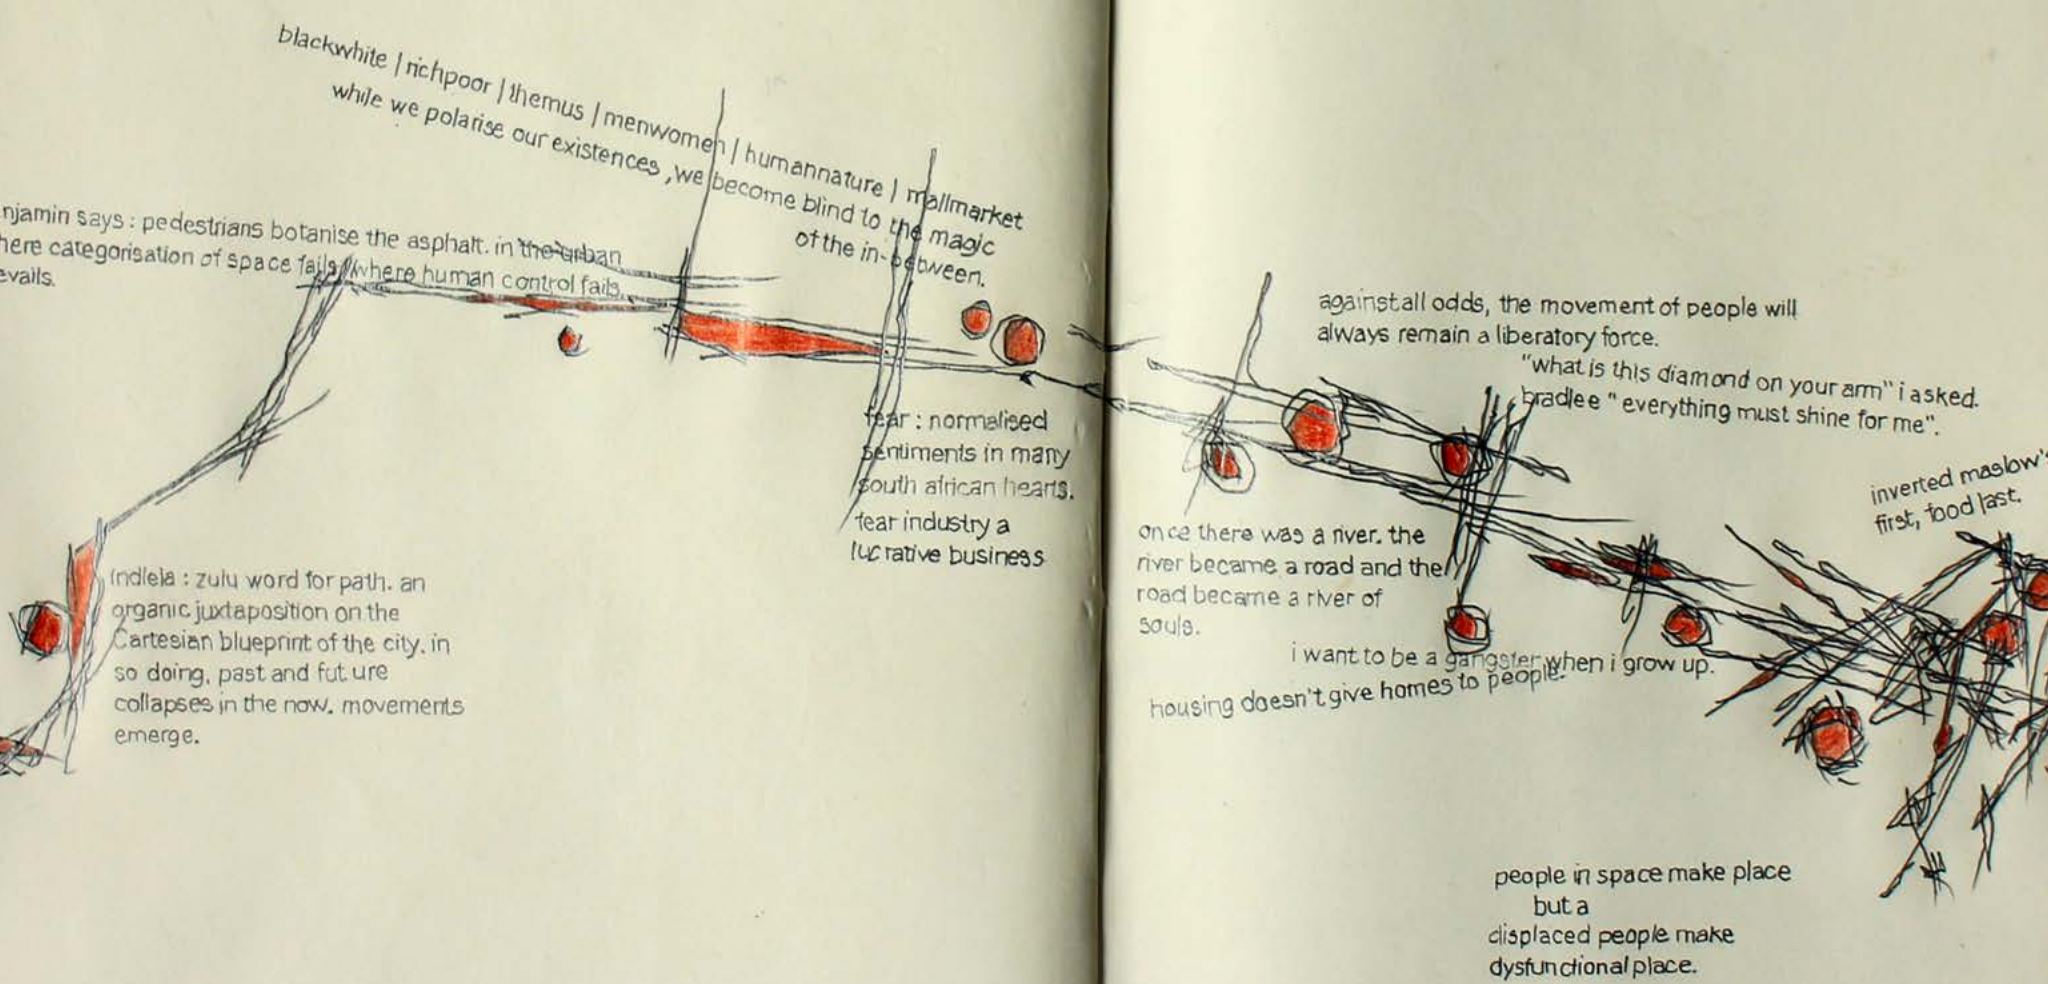 blackwhite | richpoor | themus | menwomen | humannature | mallmarket
while we polarise our existences, we become blind to the magic
of the in-between.
njamin says: pedestrians botanise the asphalt. in the urban
here categorisation of space fails, where human control fails,
evails.
fear: normalised
sentiments in many
south african hearts.
fear industry a
lucrative business
indlela: zulu word for path. an
organic juxtaposition on the
Cartesian blueprint of the city. in
so doing, past and future
collapses in the now. movements
emerge.
against all odds, the movement of people will
always remain a liberatory force.
"what is this diamond on your arm" i asked.
bradlee "everything must shine for me".
inverted maslow's
first, food last.
once there was a river. the
river became a road and the
road became a river of
souls.
i want to be a gangster when i grow up.
housing doesn't give homes to people.
people in space make place
but a
displaced people make
dysfunctional place.